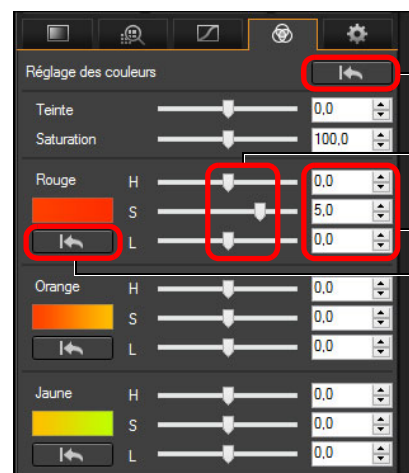 Réglage des couleurs
Teinte 0,0
Saturation 100,0
Rouge H 0,0
S 5,0
L 0,0
Orange H 0,0
S 0,0
L 0,0
Jaune H 0,0
S 0,0
L 0,0